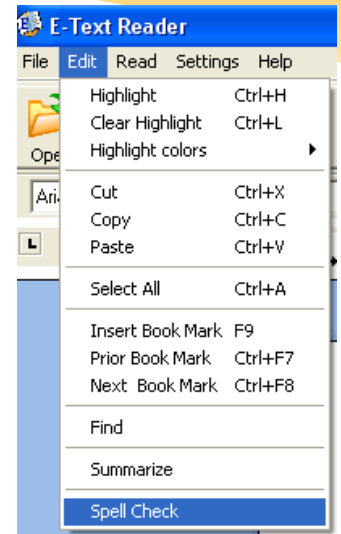 E-Text Reader
File Edit Read Settings Help
Highlight Ctrl+H
Clear Highlight Ctrl+L
Highlight colors
Cut Ctrl+X
Copy Ctrl+C
Paste Ctrl+V
Select All Ctrl+A
Insert Book Mark F9
Prior Book Mark Ctrl+F7
Next Book Mark Ctrl+F8
Find
Summarize
Spell Check
Ope
Aria
L